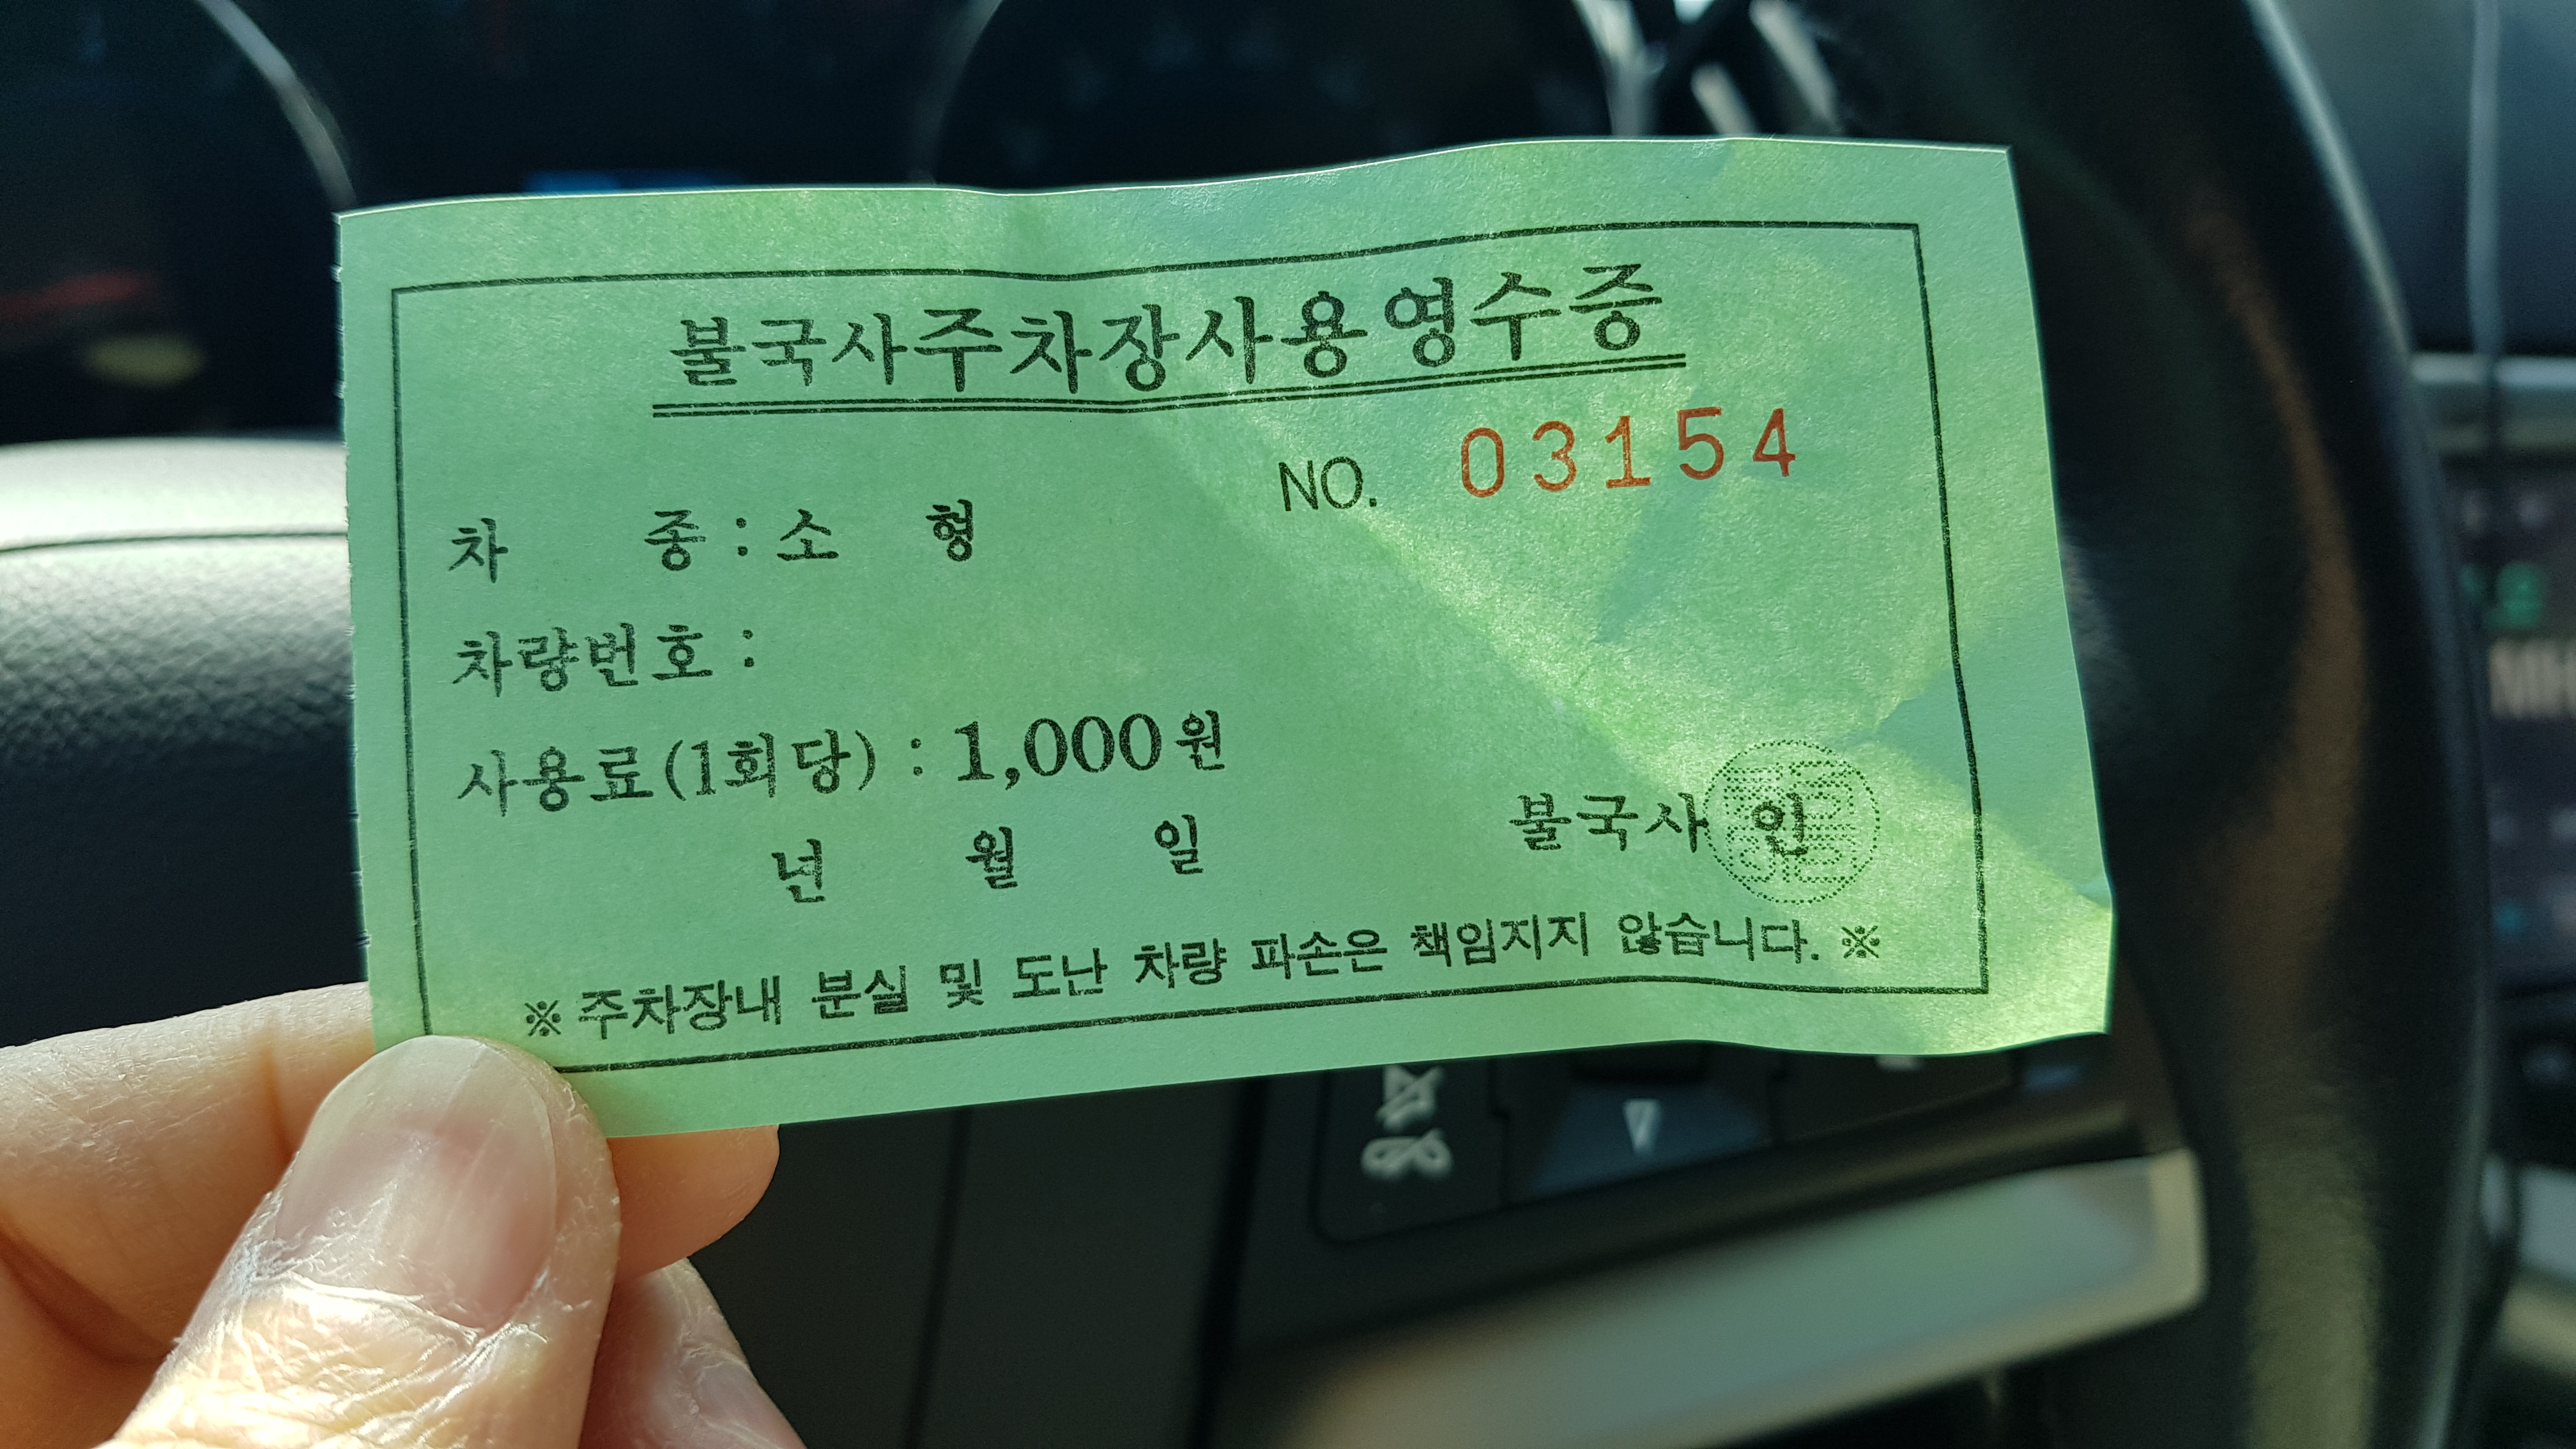 불국사주차장사용영수증
NO. 03154
차 종 : 소 형
차량번호 :
사용료(1회당) : 1,000원
년 월 일
불국사 인
※주차장내 분실 및 도난 차량 파손은 책임지지 않습니다.※